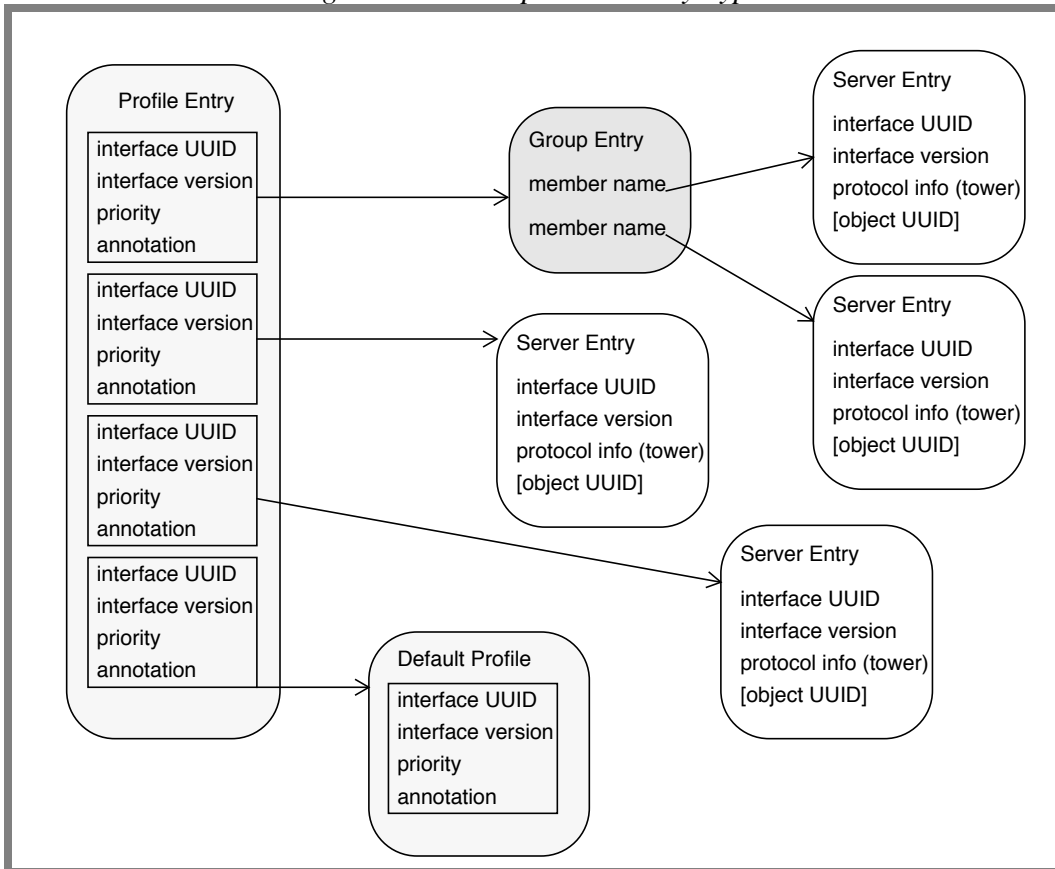 Profile Entry
interface UUID
interface version
priority
annotation
interface UUID
interface version
priority
annotation
interface UUID
interface version
priority
annotation
interface UUID
interface version
priority
annotation
Group Entry
member name
member name
Server Entry
interface UUID
interface version
protocol info (tower)
[object UUID]
Server Entry
interface UUID
interface version
protocol info (tower)
[object UUID]
Server Entry
interface UUID
interface version
protocol info (tower)
[object UUID]
Server Entry
interface UUID
interface version
protocol info (tower)
[object UUID]
Default Profile
interface UUID
interface version
priority
annotation